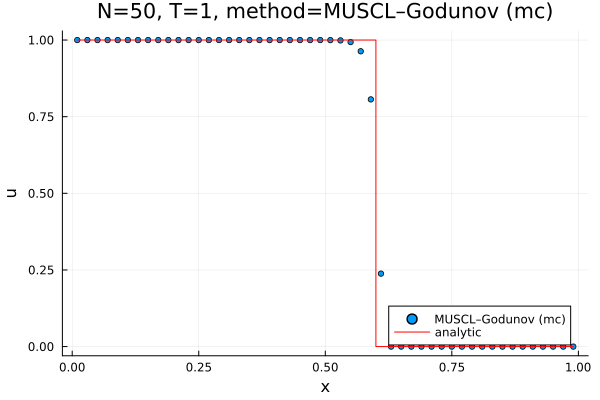 N=50, T=1, method=MUSCL–Godunov (mc)
1.00
0.75
0.50
0.25
0.00
u
MUSCL–Godunov (mc)
analytic
0.00 0.25 0.50 0.75 1.00
x